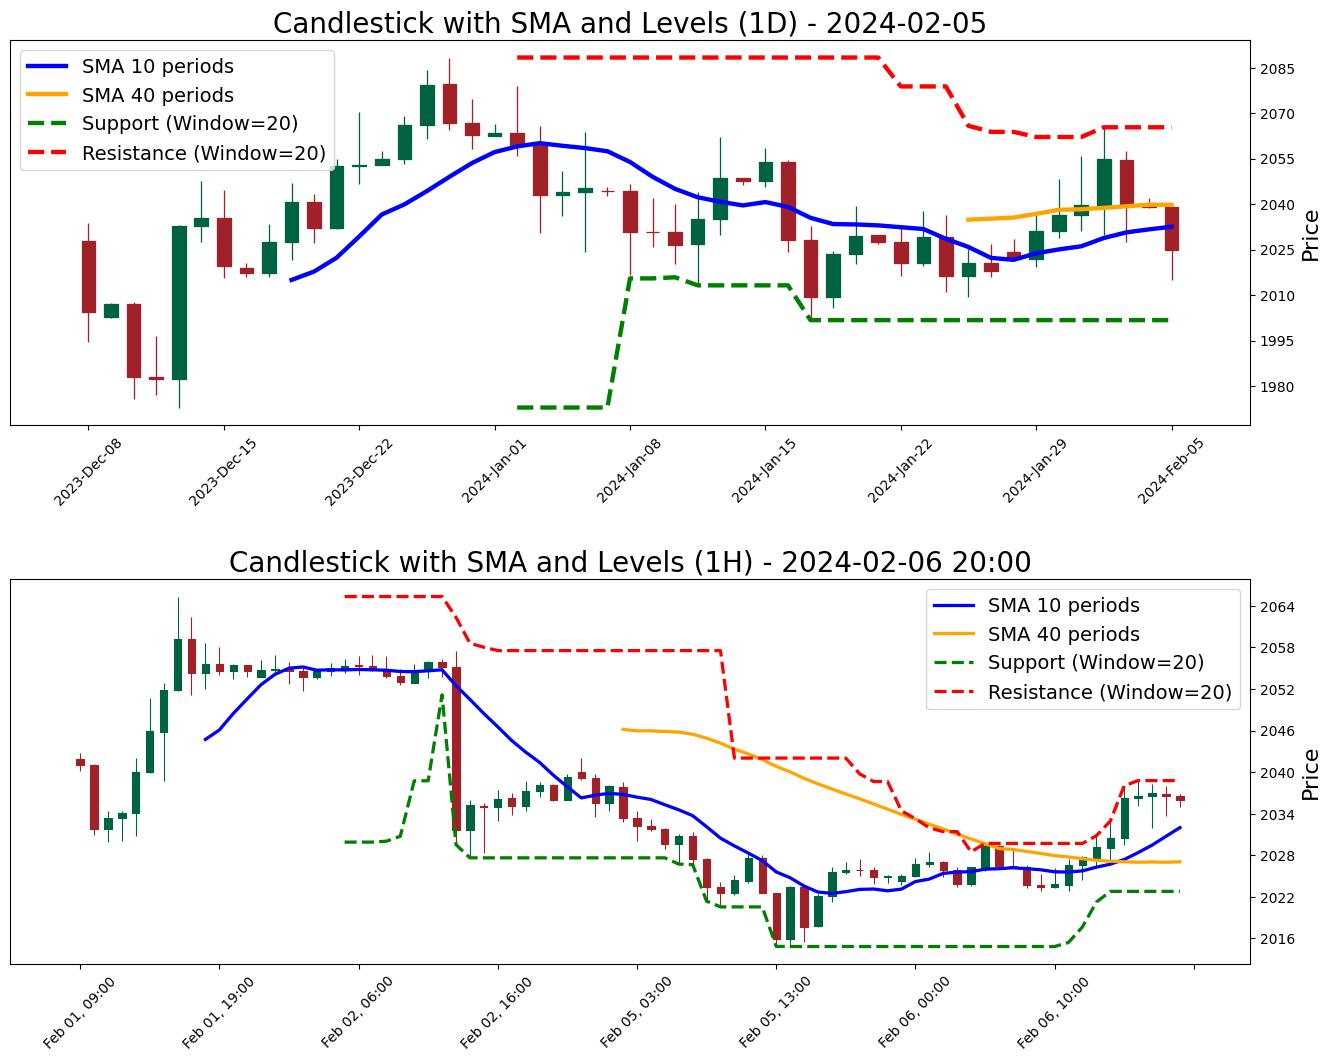 Candlestick with SMA and Levels (1D) - 2024-02-05
SMA 10 periods
SMA 40 periods
Support (Window=20)
Resistance (Window=20)
2085
2070
2055
2040
2025
2010
1995
1980
Price
2023-Dec-08
2023-Dec-15
2023-Dec-22
2024-Jan-01
2024-Jan-08
2024-Jan-15
2024-Jan-22
2024-Jan-29
2024-Feb-05
Candlestick with SMA and Levels (1H) - 2024-02-06 20:00
SMA 10 periods
SMA 40 periods
Support (Window=20)
Resistance (Window=20)
2064
2058
2052
2046
2040
2034
2028
2022
2016
Price
Feb 01, 09:00
Feb 01, 19:00
Feb 02, 06:00
Feb 02, 16:00
Feb 05, 03:00
Feb 05, 13:00
Feb 06, 00:00
Feb 06, 10:00